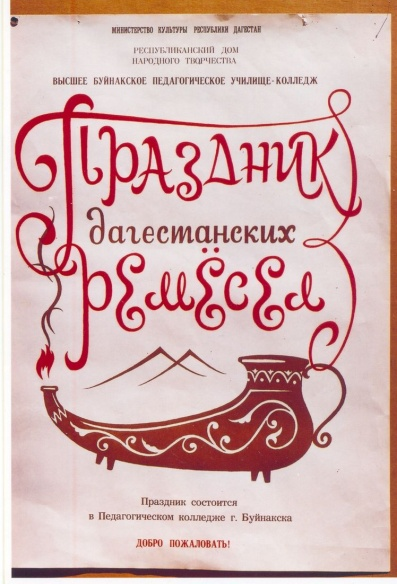 МИНИСТЕРСТВО КУЛЬТУРЫ РЕСПУБЛИКИ ДАГЕСТАН
РЕСПУБЛИКАНСКИЙ ДОМ
НАРОДНОГО ТВОРЧЕСТВА
ВЫСШЕЕ БУЙНАКСКОЕ ПЕДАГОГИЧЕСКОЕ УЧИЛИЩЕ-КОЛЛЕДЖ
ПРАЗДНИК
дагестанских
РЕМЁСЕЛ
Праздник состоится
в Педагогическом колледже г. Буйнакска
ДОБРО ПОЖАЛОВАТЬ!